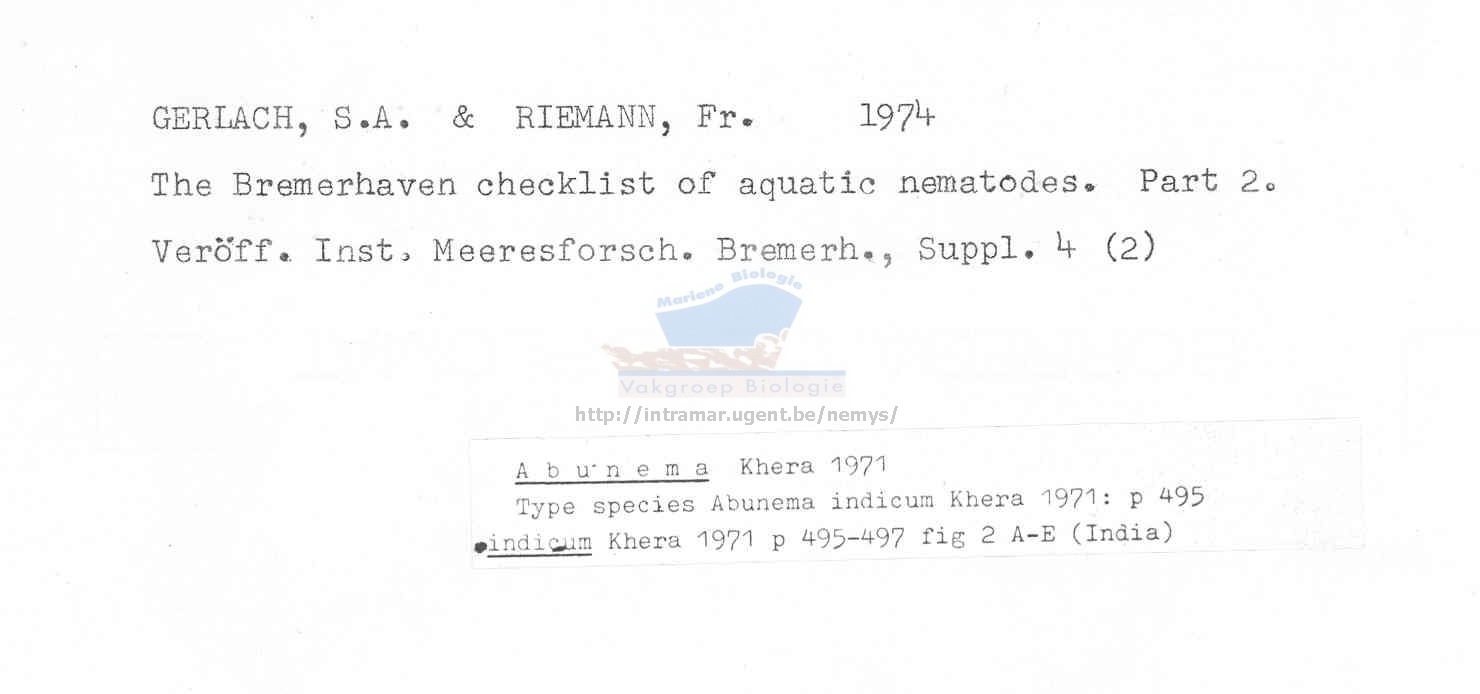 GERLACH, S.A. & RIEMANN, Fr. 1974
The Bremerhaven checklist of aquatic nematodes. Part 2.
Veröff. Inst. Meeresforsch. Bremerh., Suppl. 4 (2)
Mariene Biologie
Vakgroep Biologie
http://intramar.ugent.be/nemys/
A b u n e m a Khera 1971
Type species Abunema indicum Khera 1971: p 495
indicum Khera 1971 p 495-497 fig 2 A-E (India)